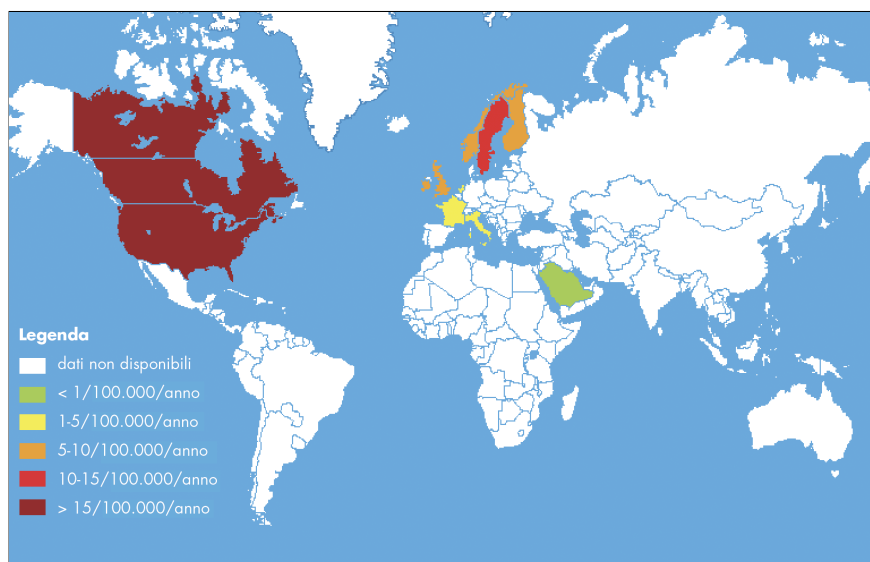 Legenda
dati non disponibili
< 1/100.000/anno
1-5/100.000/anno
5-10/100.000/anno
10-15/100.000/anno
> 15/100.000/anno